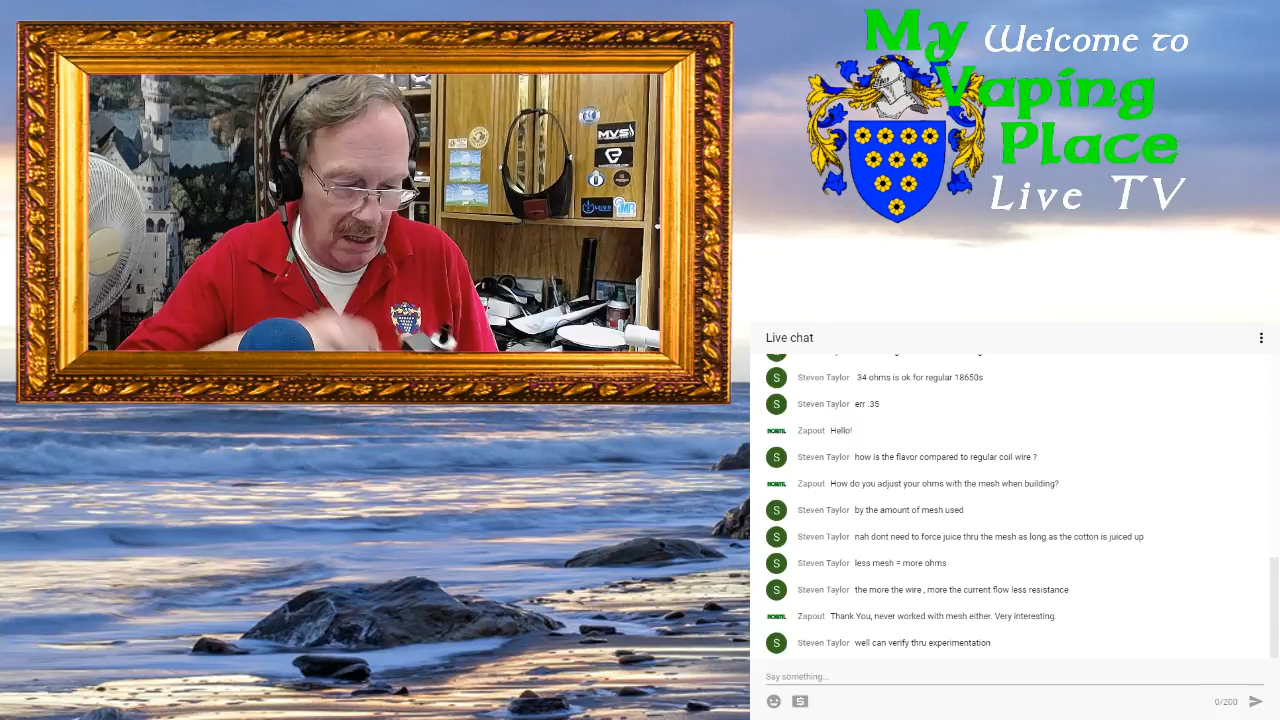 My
Welcome to
Vaping
Place
Live TV
MVS
iMR
Live chat
S
Steven Taylor 34 ohms is ok for regular 18650s
S
Steven Taylor err .35
Zapout Hello!
S
Steven Taylor how is the flavor compared to regular coil wire ?
Zapout How do you adjust your ohms with the mesh when building?
S
Steven Taylor by the amount of mesh used
S
Steven Taylor nah dont need to force juice thru the mesh as long as the cotton is juiced up
S
Steven Taylor less mesh = more ohms
S
Steven Taylor the more the wire , more the current flow less resistance
Zapout Thank You, never worked with mesh either. Very interesting.
S
Steven Taylor well can verify thru experimentation
Say something...
0/200